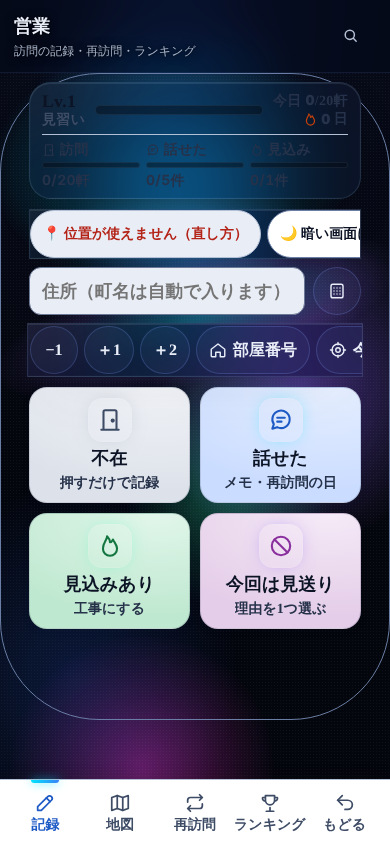 営業
訪問の記録・再訪問・ランキング
Lv.1
見習い
今日 0/20軒
0 日
訪問
話せた
見込み
0/20軒
0/5件
0/1件
📍 位置が使えません（直し方）
🌙 暗い画面
住所（町名は自動で入ります）
−1
＋1
＋2
部屋番号
不在
押すだけで記録
話せた
メモ・再訪問の日
見込みあり
工事にする
今回は見送り
理由を1つ選ぶ
記録
地図
再訪問
ランキング
もどる